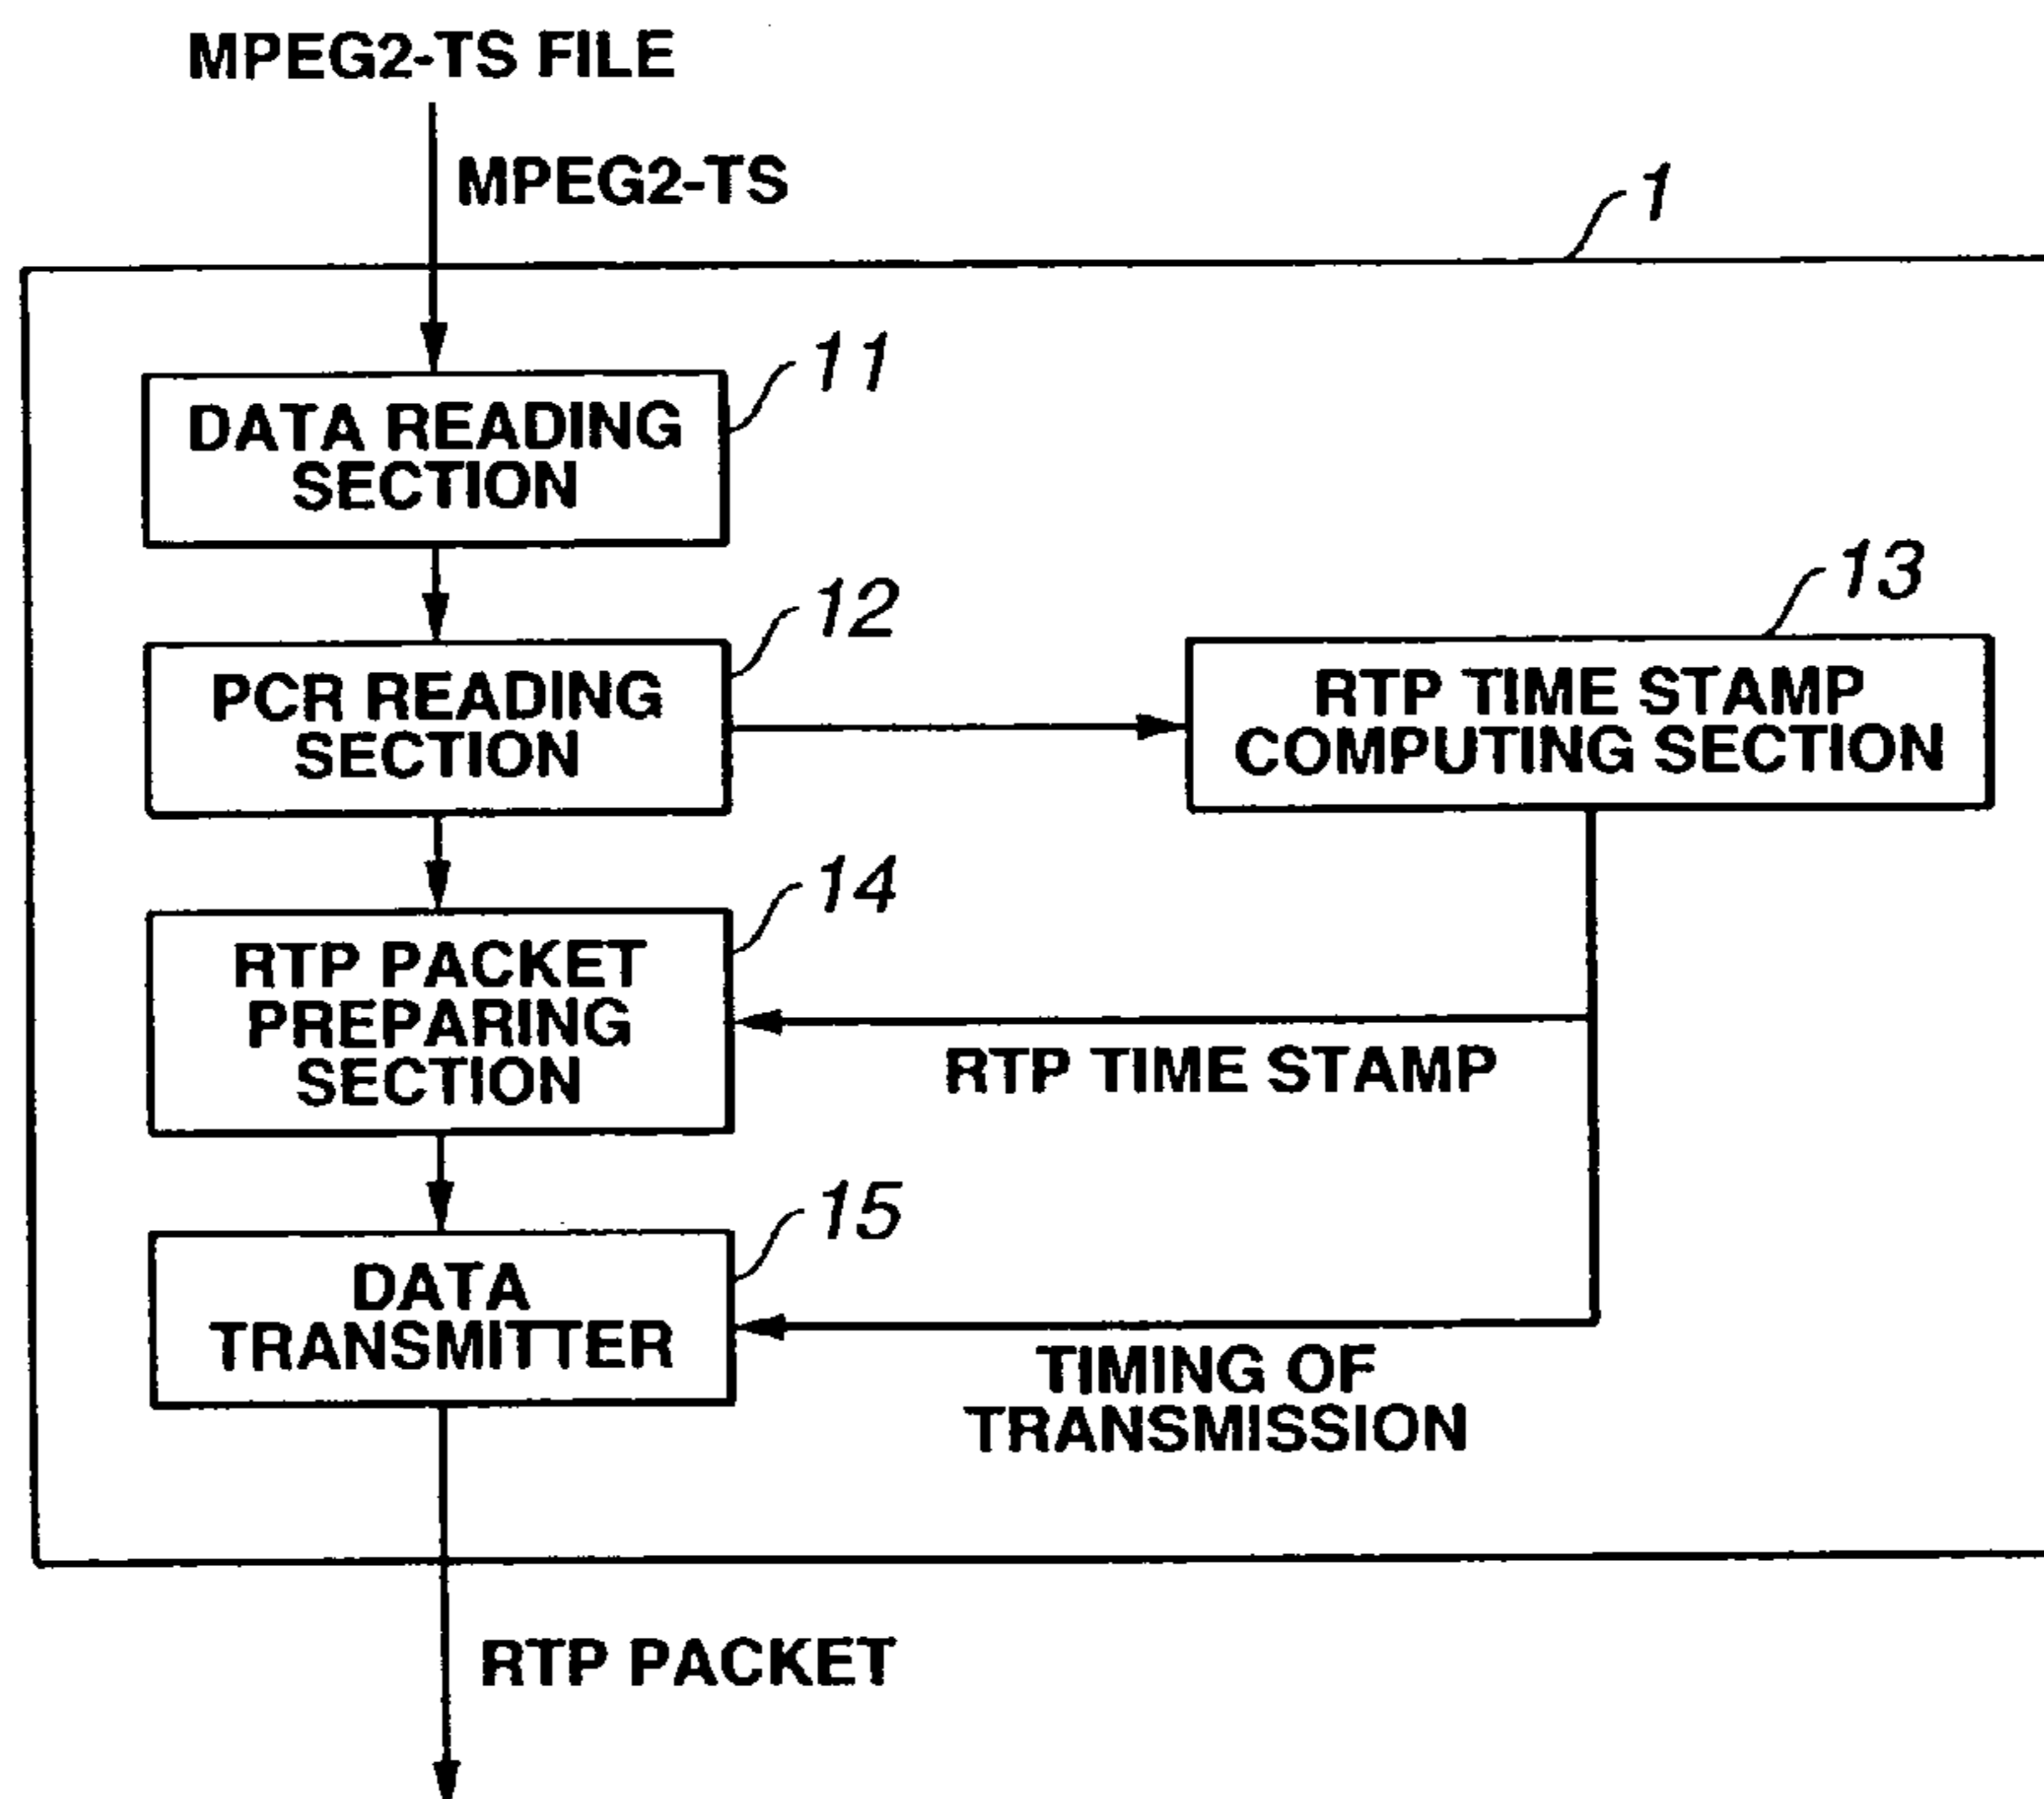 MPEG2-TS FILE
MPEG2-TS
1
11
DATA READING
SECTION
12
PCR READING
SECTION
13
RTP TIME STAMP
COMPUTING SECTION
14
RTP PACKET
PREPARING
SECTION
RTP TIME STAMP
15
DATA
TRANSMITTER
TIMING OF
TRANSMISSION
RTP PACKET